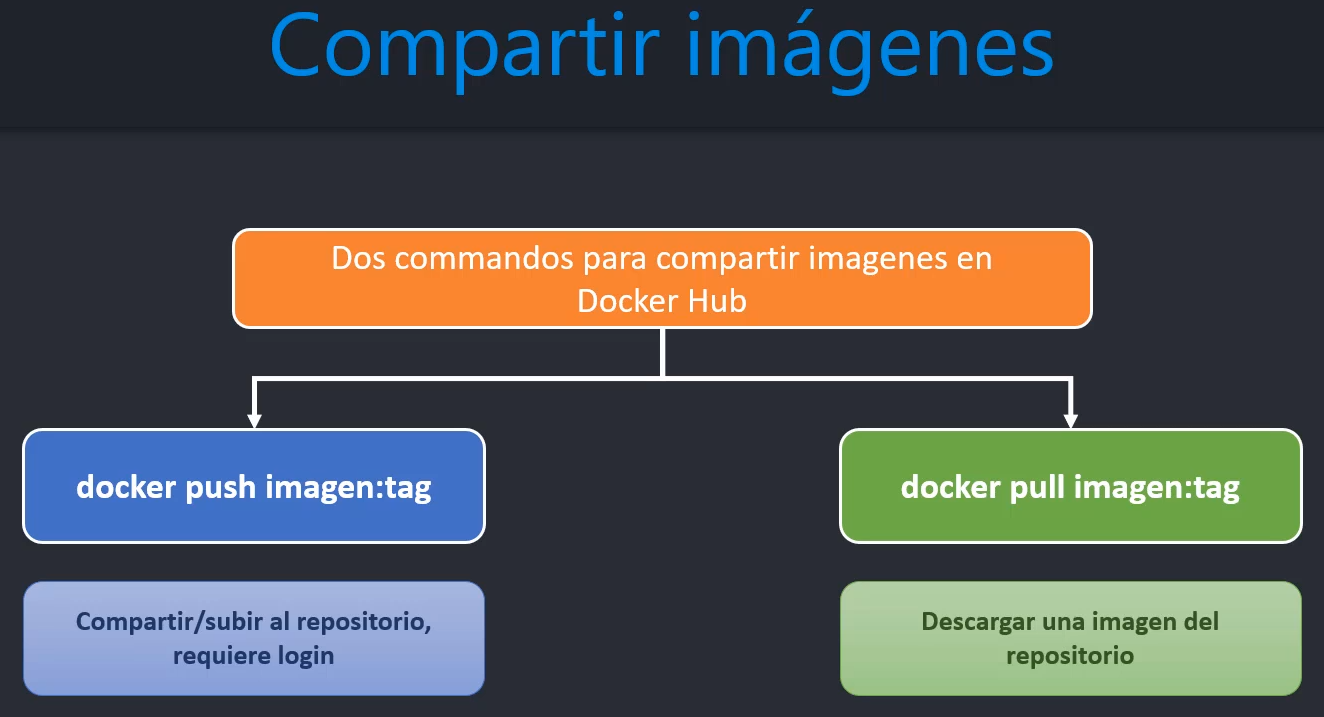 Compartir imágenes
Dos commandos para compartir imagenes en
Docker Hub
docker push imagen:tag
docker pull imagen:tag
Compartir/subir al repositorio,
requiere login
Descargar una imagen del
repositorio